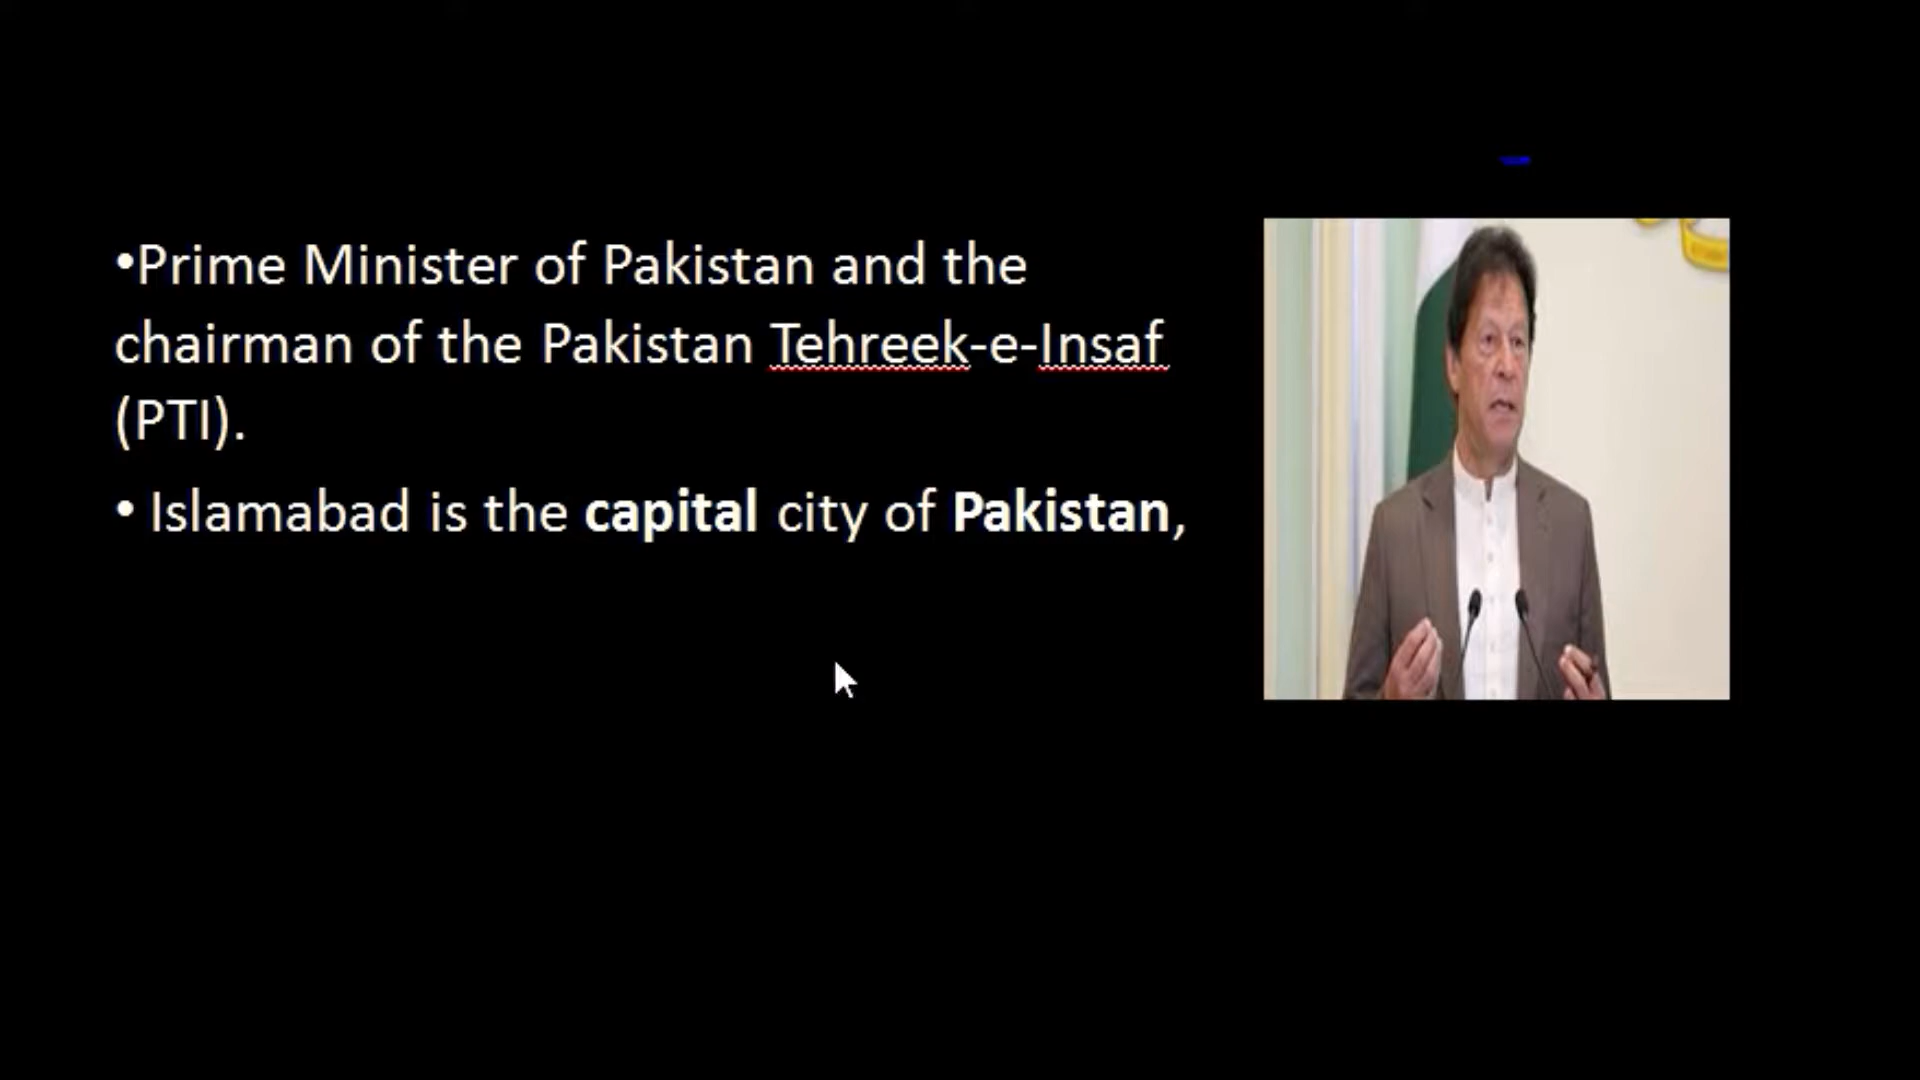 •Prime Minister of Pakistan and the
chairman of the Pakistan Tehreek-e-Insaf
(PTI).
• Islamabad is the capital city of Pakistan,